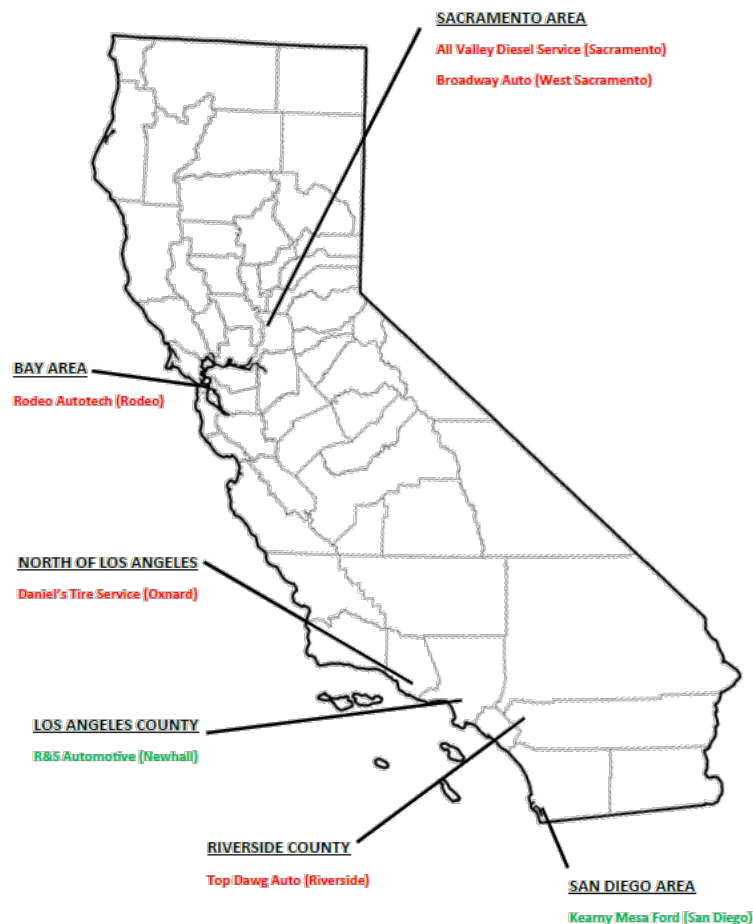 SACRAMENTO AREA
All Valley Diesel Service (Sacramento)
Broadway Auto (West Sacramento)
BAY AREA
Rodeo Autotech (Rodeo)
NORTH OF LOS ANGELES
Daniel's Tire Service (Oxnard)
LOS ANGELES COUNTY
R&S Automotive (Newhall)
RIVERSIDE COUNTY
Top Dawg Auto (Riverside)
SAN DIEGO AREA
Kearny Mesa Ford (San Diego)